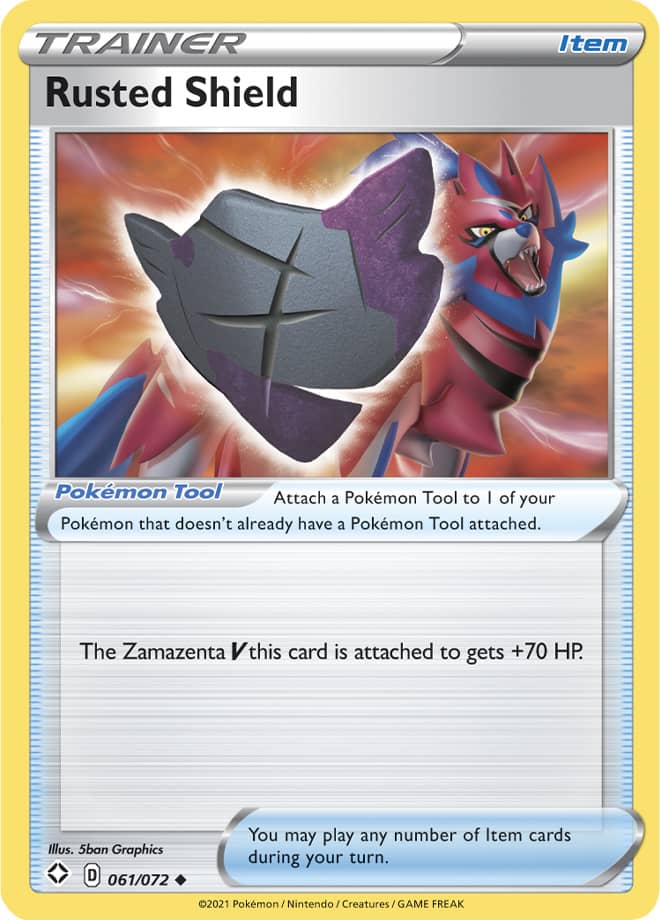 TRAINER Item
Rusted Shield
Pokémon Tool Attach a Pokémon Tool to 1 of your
Pokémon that doesn't already have a Pokémon Tool attached.
The Zamazenta V this card is attached to gets +70 HP.
You may play any number of Item cards
during your turn.
Illus. 5ban Graphics
D 061/072 ◆
©2021 Pokémon / Nintendo / Creatures / GAME FREAK